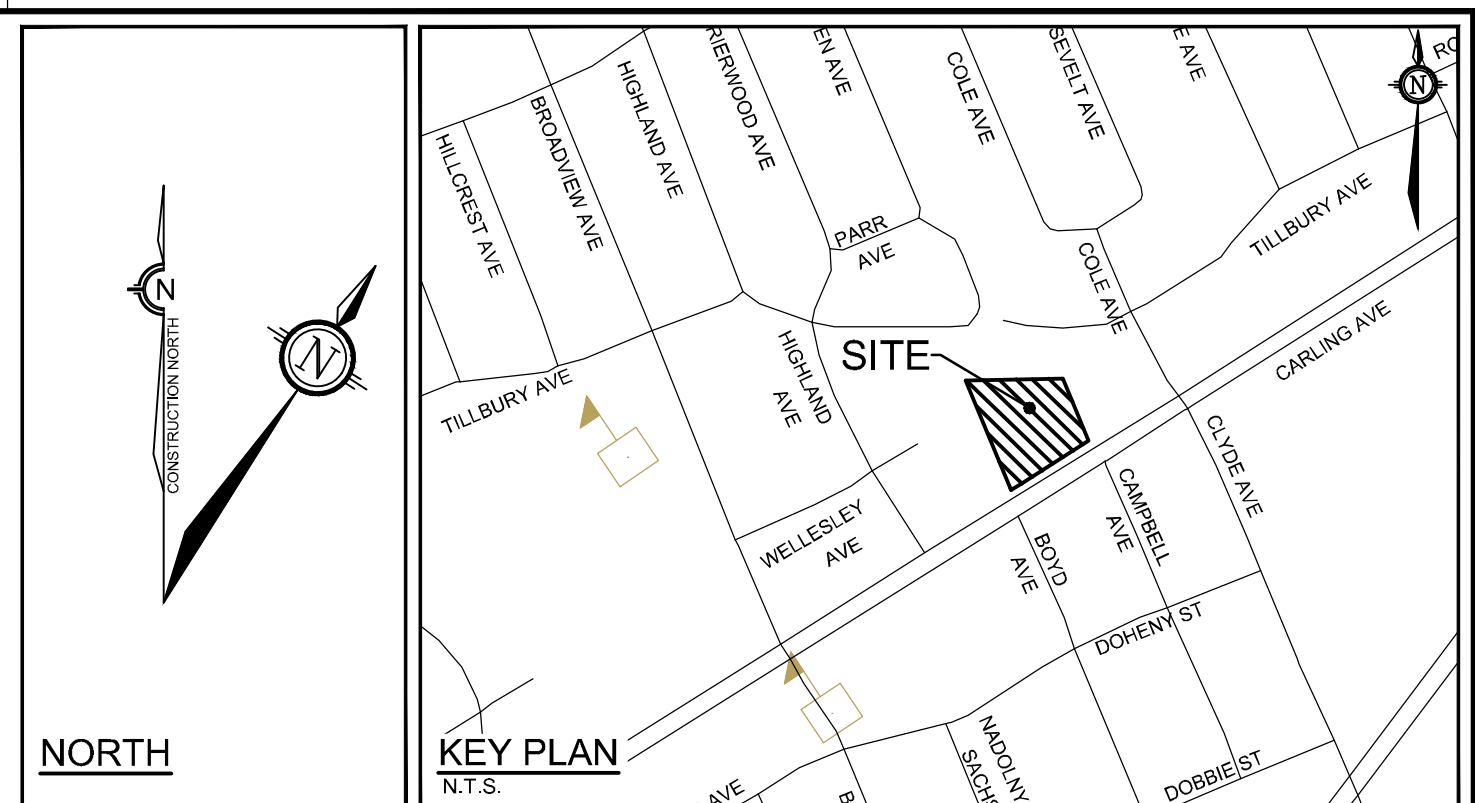 N
CONSTRUCTION NORTH
N
NORTH
HILLCREST AVE
BROADVIEW AVE
HIGHLAND AVE
RIERWOOD AVE
EN AVE
COLE AVE
SEVELT AVE
E AVE
N
RO
PARR
AVE
TILLBURY AVE
COLE AVE
CARLING AVE
TILLBURY AVE
HIGHLAND
AVE
SITE
CLYDE AVE
CAMPBELL
AVE
WELLESLEY
AVE
BOYD
AVE
DOHENY ST
NADOLNY
SACHS
DOBBIE ST
AVE
B
KEY PLAN
N.T.S.